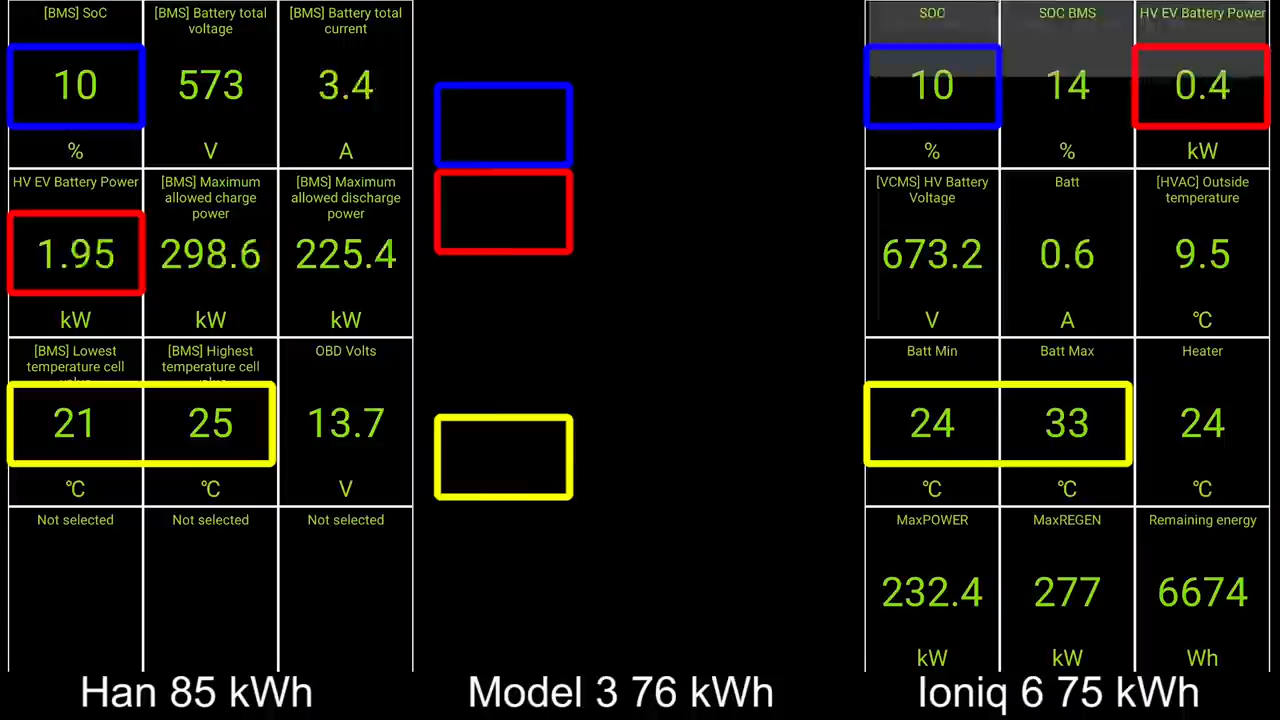 [BMS] SoC
10
%
[BMS] Battery total
voltage
573
V
[BMS] Battery total
current
3.4
A
HV EV Battery Power
1.95
kW
[BMS] Maximum
allowed charge
power
298.6
kW
[BMS] Maximum
allowed discharge
power
225.4
kW
[BMS] Lowest
temperature cell
21
℃
[BMS] Highest
temperature cell
25
℃
OBD Volts
13.7
V
Not selected
Not selected
Not selected
Han 85 kWh
Model 3 76 kWh
SOC
10
%
SOC BMS
14
%
HV EV Battery Power
0.4
kW
[VCMS] HV Battery
Voltage
673.2
V
Batt
0.6
A
[HVAC] Outside
temperature
9.5
℃
Batt Min
24
℃
Batt Max
33
℃
Heater
24
℃
MaxPOWER
232.4
kW
MaxREGEN
277
kW
Remaining energy
6674
Wh
Ioniq 6 75 kWh